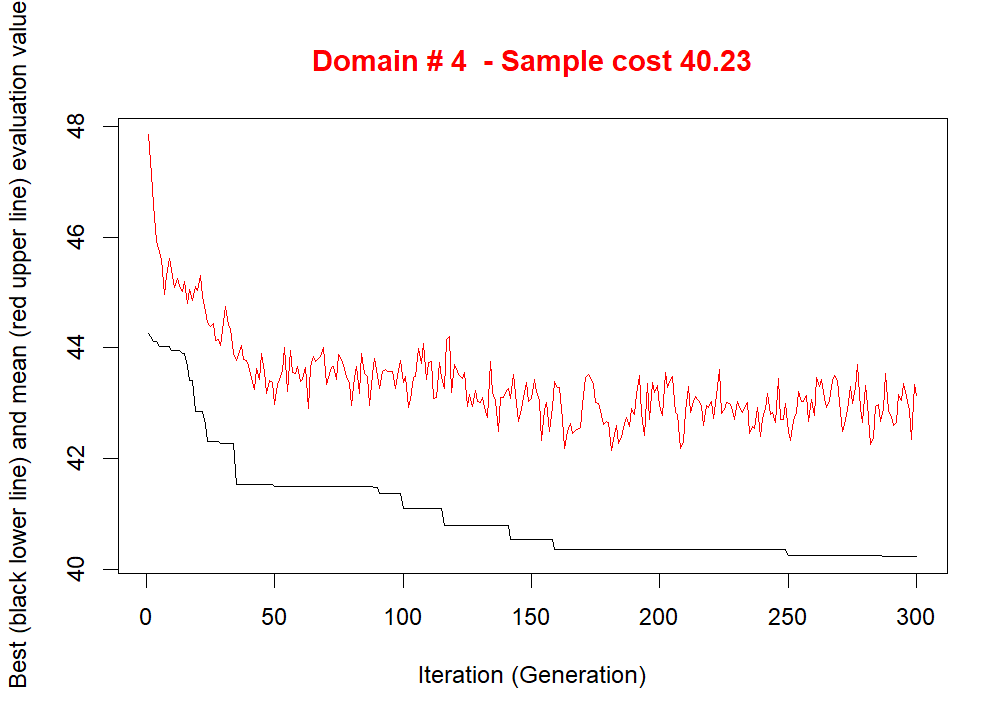 Domain # 4  - Sample cost 40.23
Best (black lower line) and mean (red upper line) evaluation value
48
46
44
42
40
0 50 100 150 200 250 300
Iteration (Generation)